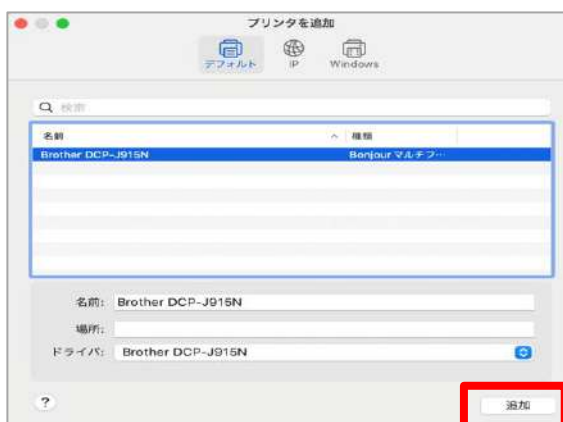 プリンタを追加
デフォルト IP Windows
検索
名前 種類
Brother DCP-J915N Bonjour マルチフ…
名前: Brother DCP-J915N
場所:
ドライバ: Brother DCP-J915N
? 追加